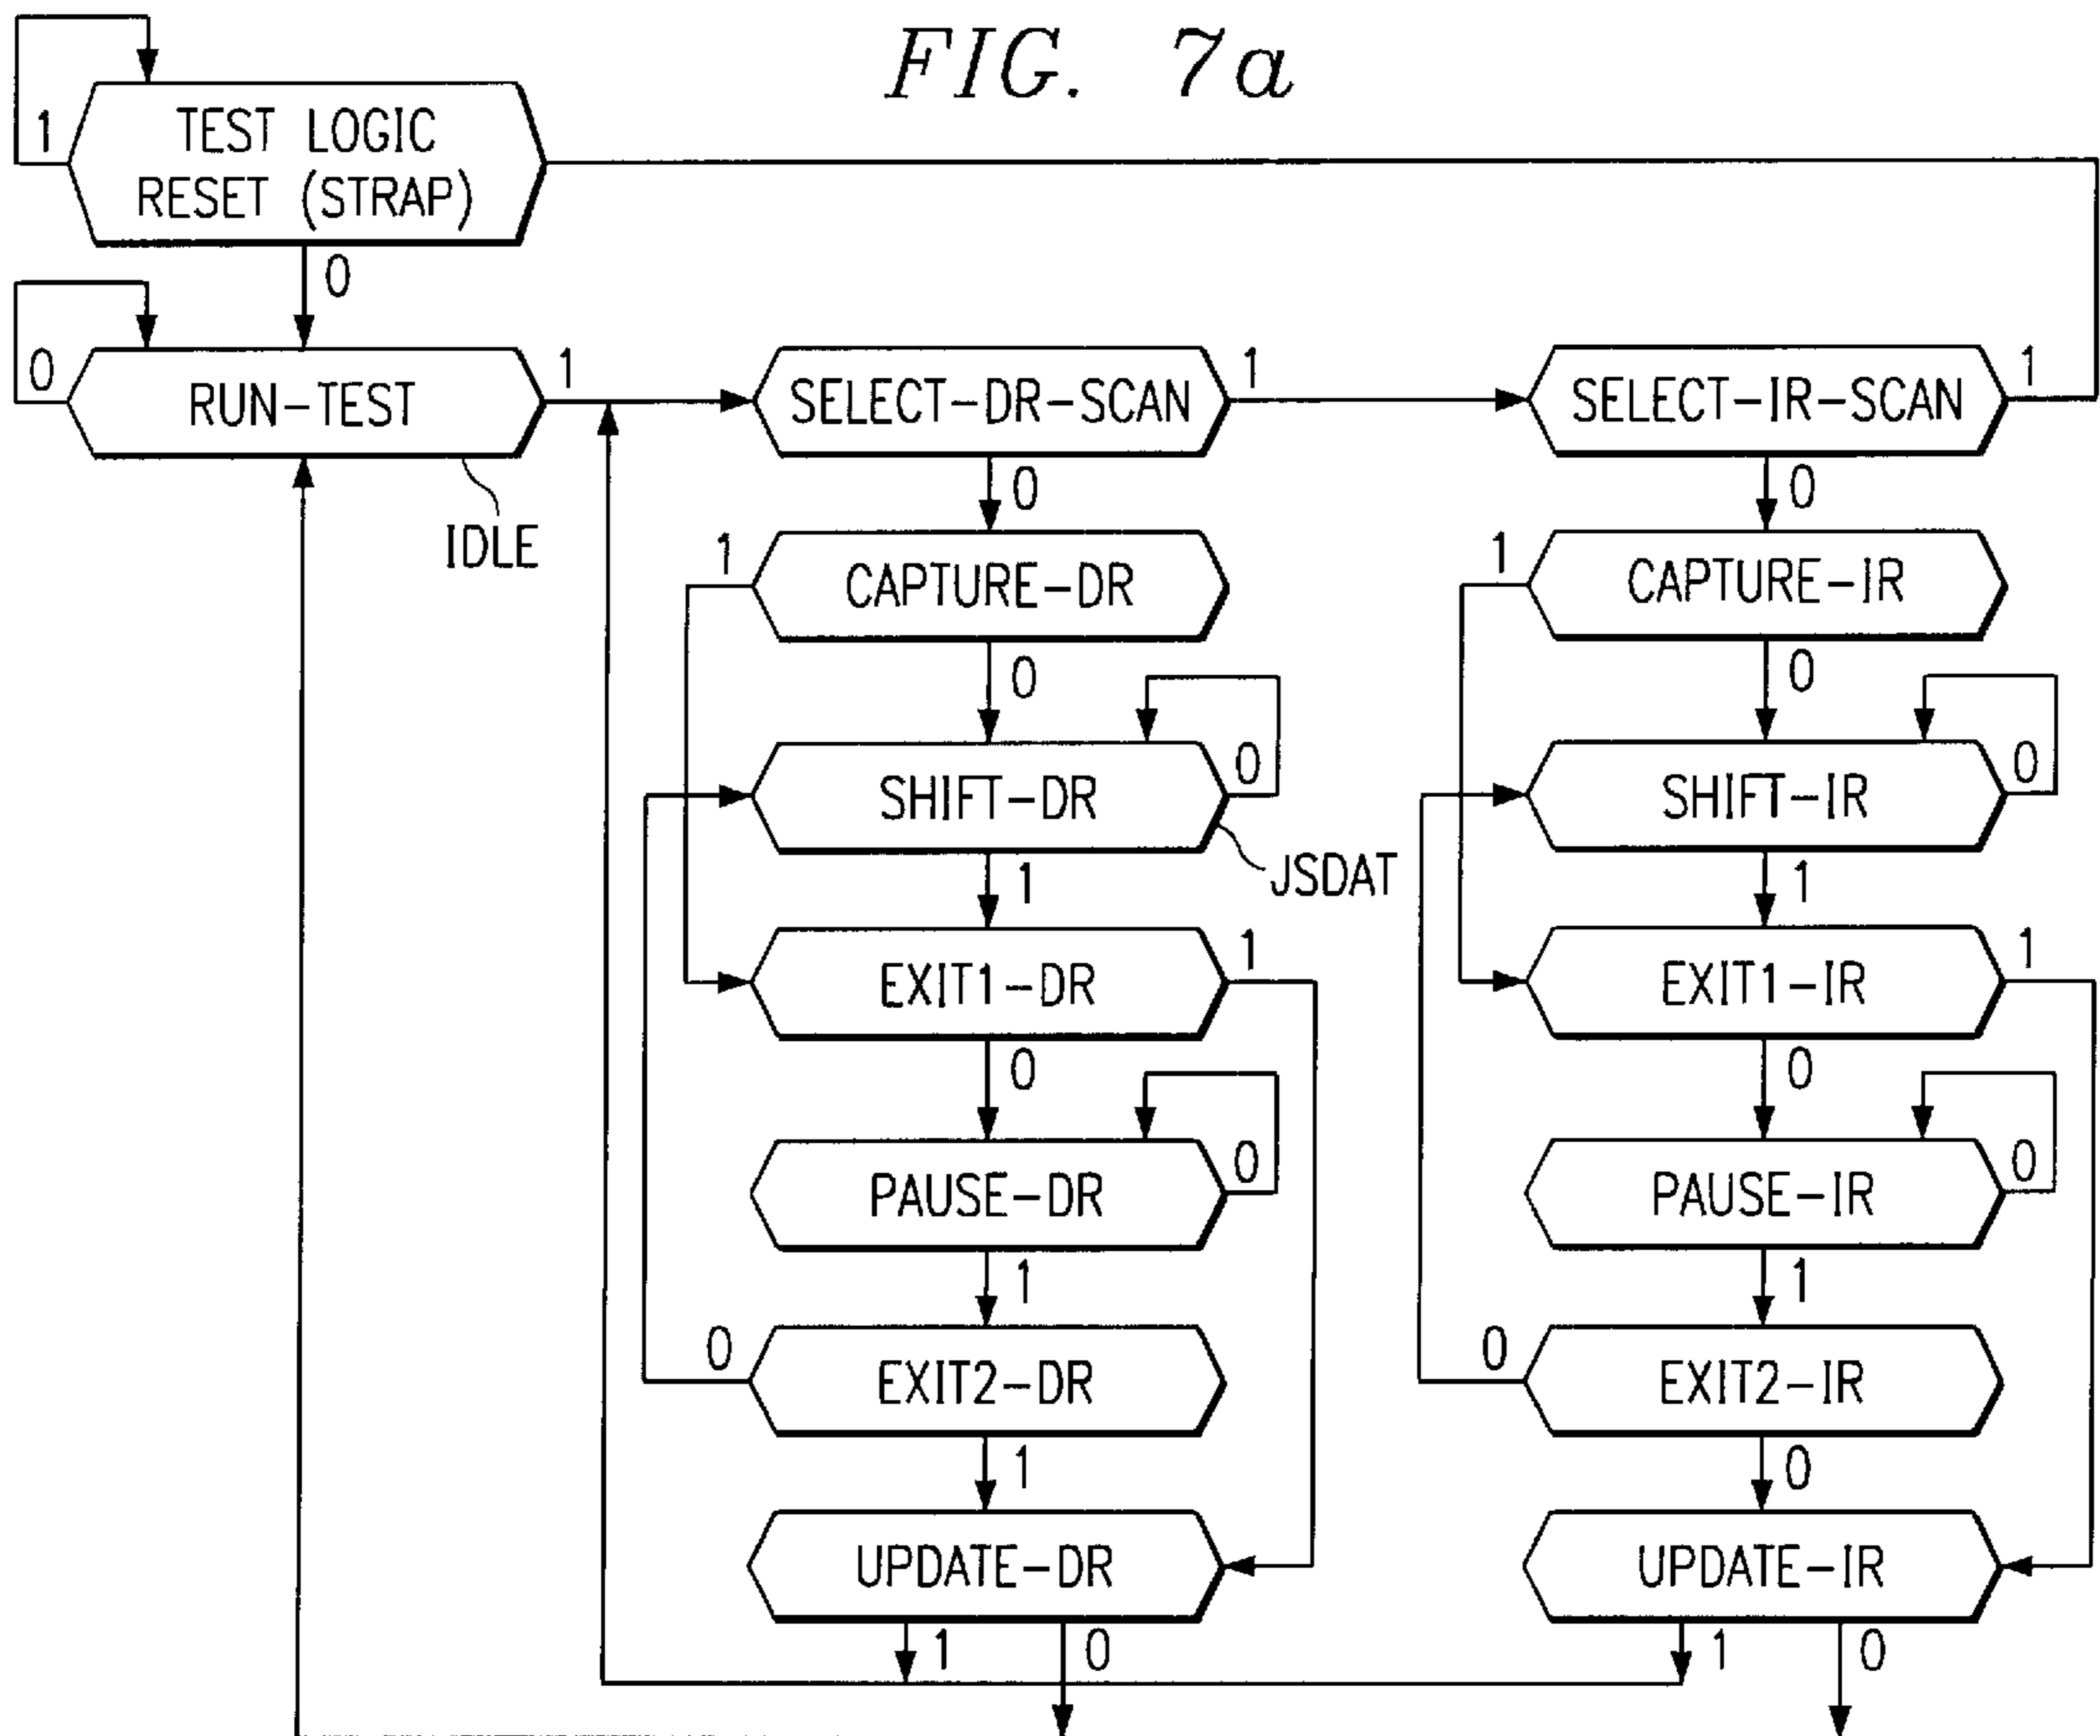 FIG. 7a
1
TEST LOGIC
RESET (STRAP)
0
0
RUN-TEST
1
SELECT-DR-SCAN
1
SELECT-IR-SCAN
1
IDLE
0
0
1
CAPTURE-DR
1
CAPTURE-IR
0
0
SHIFT-DR
0
SHIFT-IR
0
JSDAT
1
1
EXIT1-DR
1
EXIT1-IR
1
0
0
PAUSE-DR
0
PAUSE-IR
0
1
1
0
EXIT2-DR
0
EXIT2-IR
1
0
UPDATE-DR
UPDATE-IR
1
0
1
0